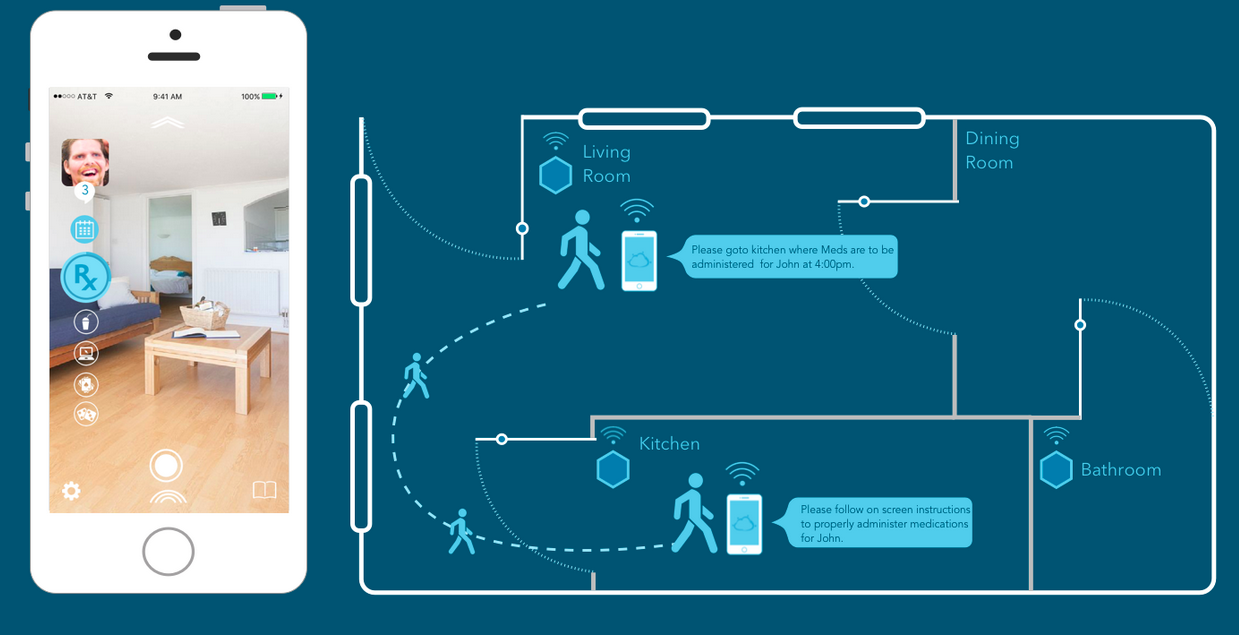 AT&T
9:41 AM
100%
3
Rx
Living
Room
Dining
Room
Please goto kitchen where Meds are to be
administered for John at 4:00pm.
Kitchen
Bathroom
Please follow on screen instructions
to properly administer medications
for John.